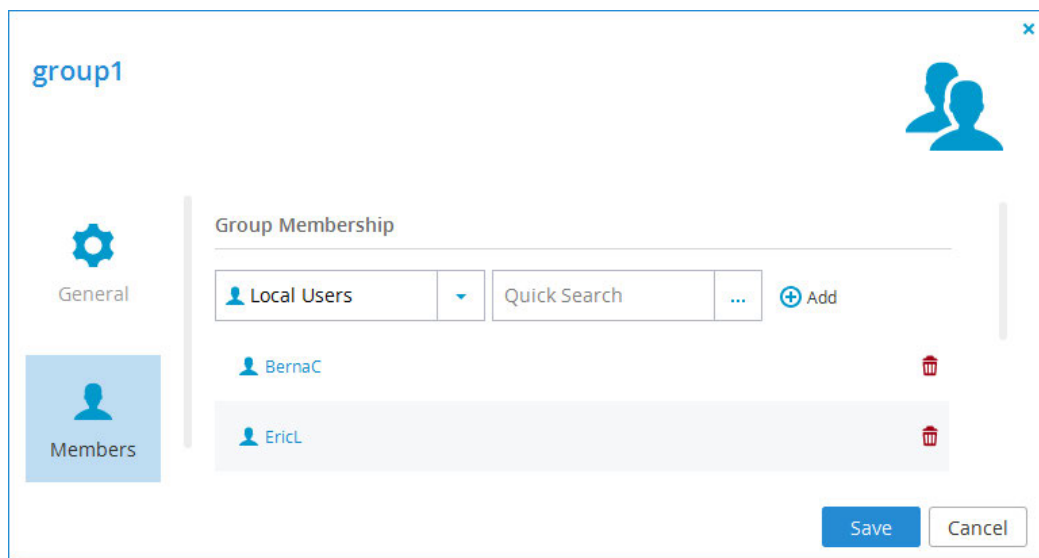 group1
Group Membership
General
Local Users
Quick Search
...
Add
BernaC
Members
EricL
Save
Cancel